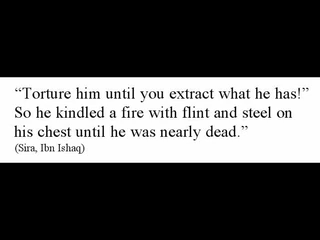 “Torture him until you extract what he has!”
So he kindled a fire with flint and steel on
his chest until he was nearly dead.”
(Sira, Ibn Ishaq)